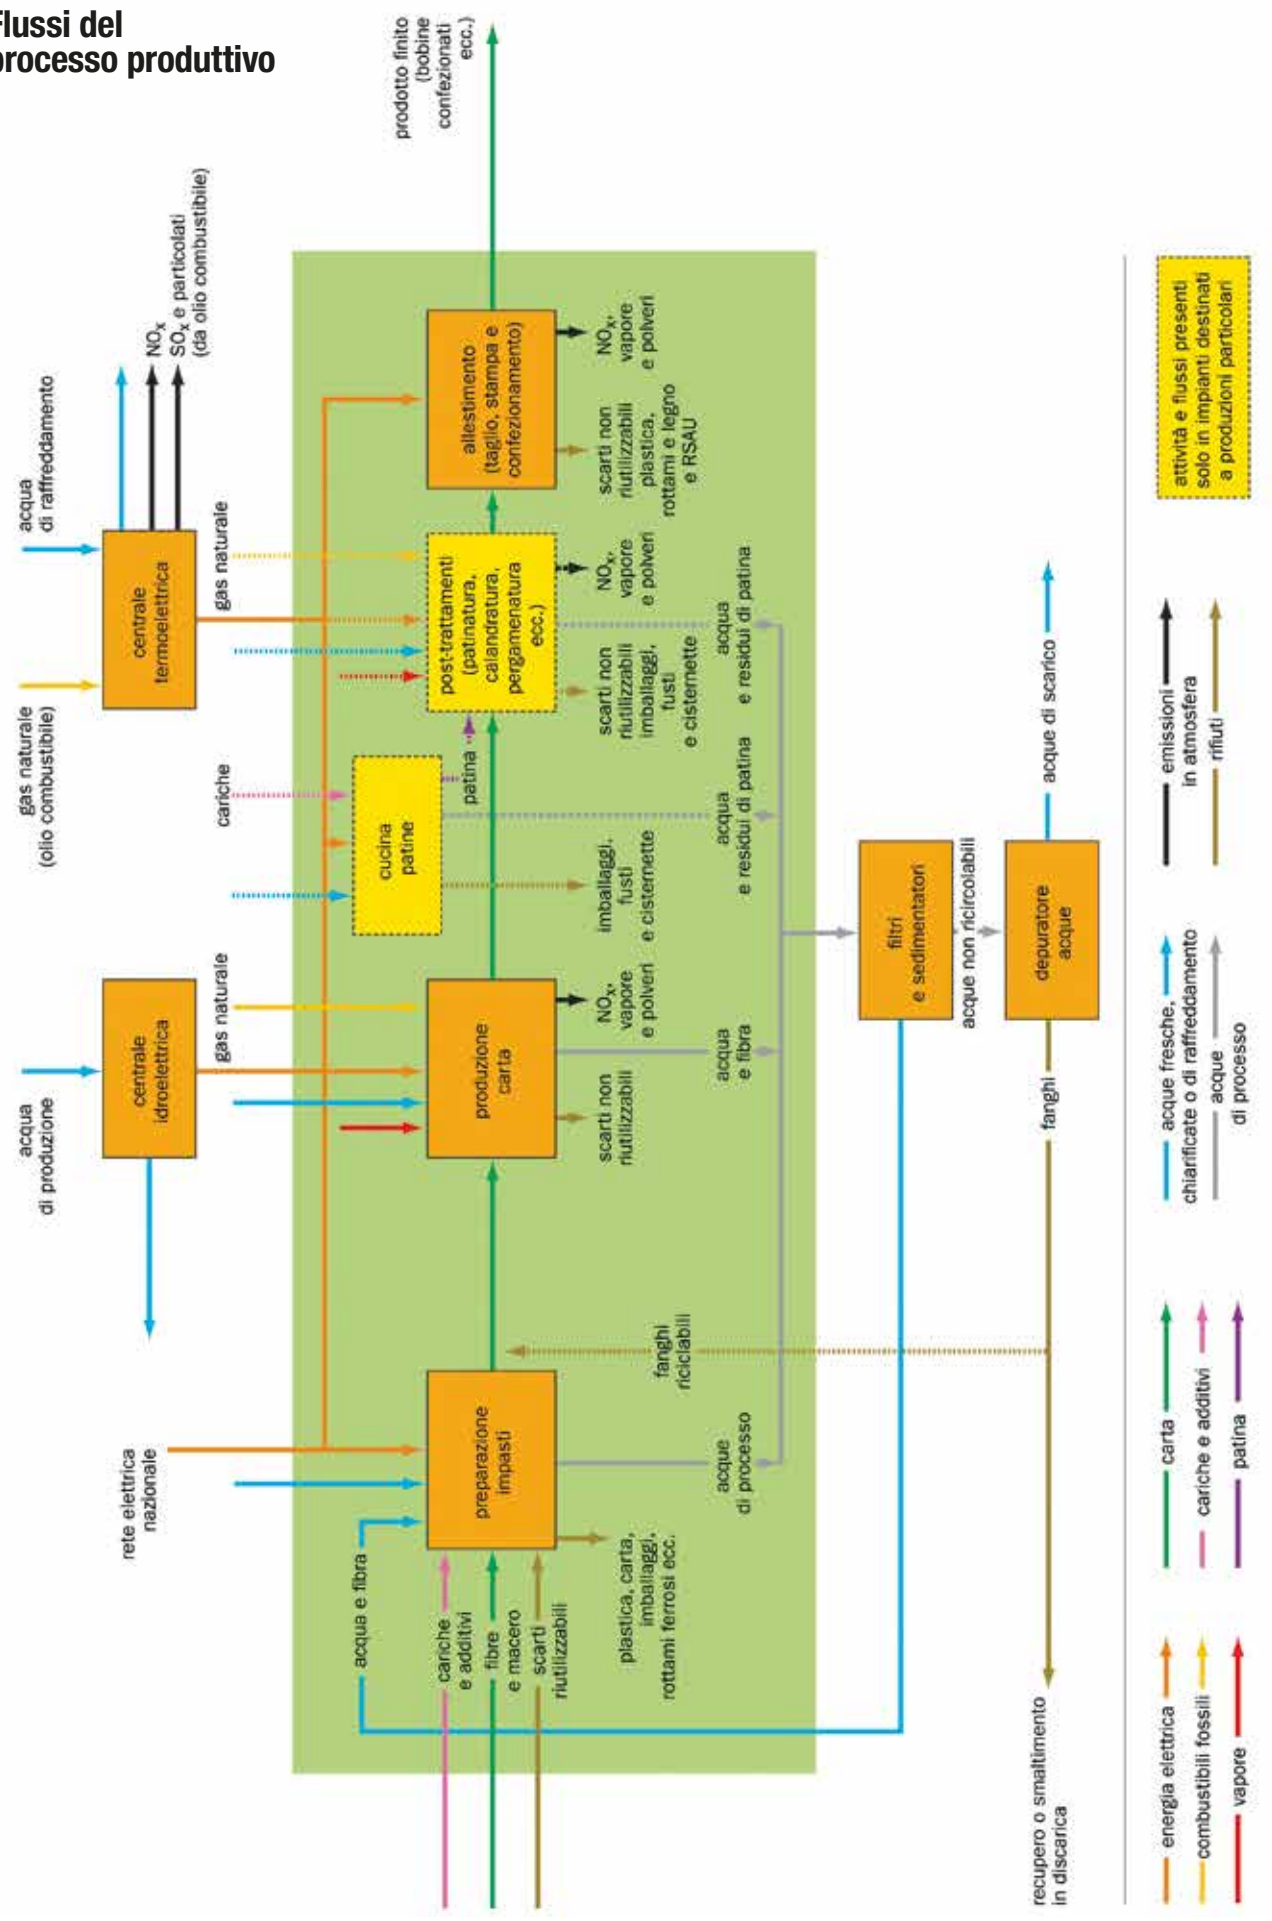 Flussi del
processo produttivo
gas naturale
(olio combustibile)
acqua
di raffreddamento
acqua
di produzione
centrale
idroelettrica
centrale
termoelettrica
NOx
SOx e particolati
(da olio combustibile)
rete elettrica
nazionale
gas naturale
cariche
gas naturale
acqua e fibra
cariche
e additivi
fibre
e macero
scarti
riutilizzabili
preparazione
impasti
produzione
carta
cucina
patine
patina
post-trattamenti
(patinatura,
calandratura,
pergamenatura
ecc.)
allestimento
(taglio, stampa e
confezionamento)
prodotto finito
(bobine
confezionati
ecc.)
plastica, carta,
imballaggi,
rottami ferrosi ecc.
acque
di processo
fanghi
riciclabili
scarti non
riutilizzabili
NOx,
vapore
e polveri
acqua
e fibra
imballaggi,
fusti
e cisternette
acqua
e residui di patina
scarti non
riutilizzabili
imballaggi,
fusti
e cisternette
NOx,
vapore
e polveri
acqua
e residui di patina
scarti non
riutilizzabili
plastica,
rottami e legno
e RSAU
NOx,
vapore
e polveri
filtri
e sedimentatori
acque non ricircolabili
depuratore
acque
acque di scarico
fanghi
recupero o smaltimento
in discarica
energia elettrica
combustibili fossili
vapore
carta
cariche e additivi
patina
acque fresche,
chiarificate o di raffreddamento
acque
di processo
emissioni
in atmosfera
rifiuti
attività e flussi presenti
solo in impianti destinati
a produzioni particolari